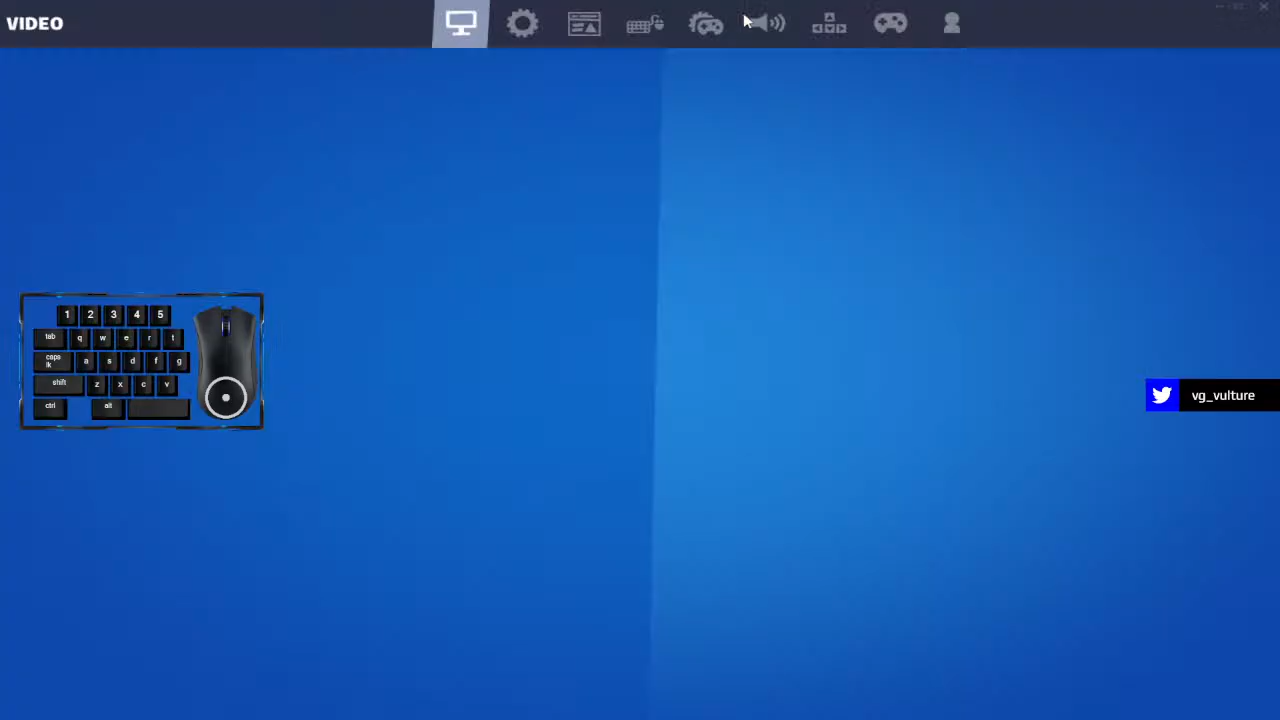 VIDEO
1 2 3 4 5
tab q w e r t
caps
lk
a s d f g
shift z x c v
ctrl alt
vg_vulture